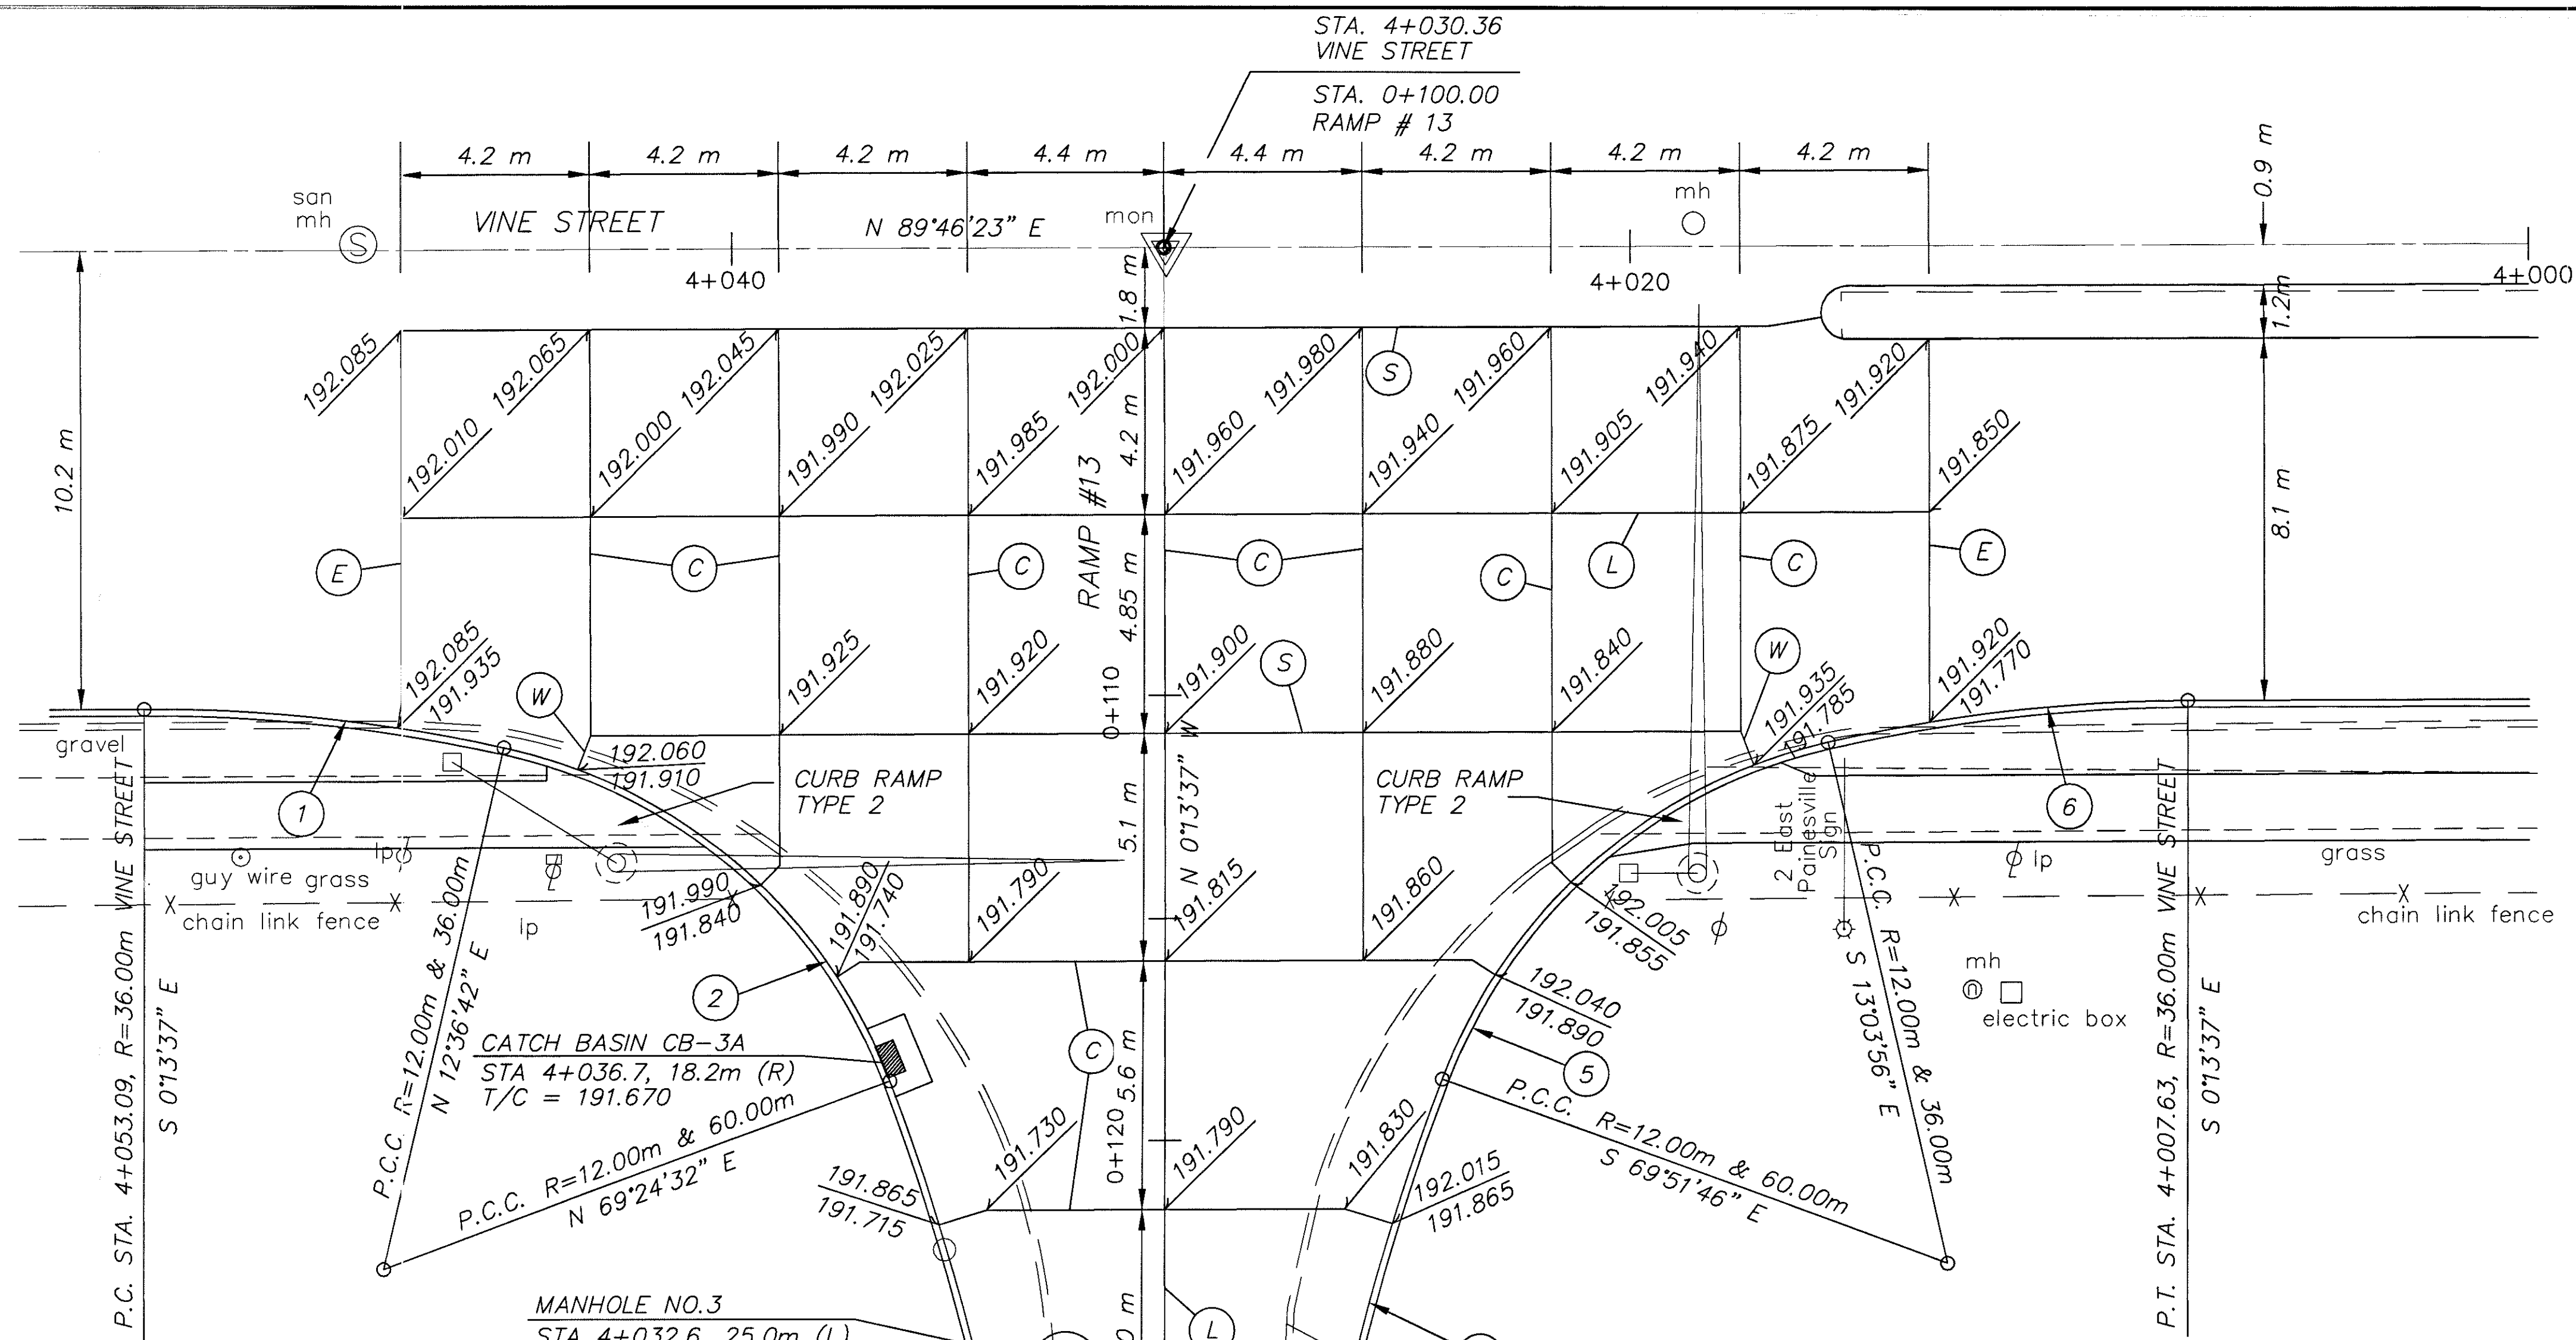 STA. 4+030.36
VINE STREET
STA. 0+100.00
RAMP # 13
4.2 m
4.2 m
4.2 m
4.4 m
4.4 m
4.2 m
4.2 m
4.2 m
0.9 m
san
mh
S
VINE STREET
N 89°46'23" E
mon
mh
4+040
4+020
4+000
1.8 m
1.2m
192.085
192.065
192.045
192.025
192.000
191.980
191.960
191.940
191.920
S
10.2 m
192.010
192.000
191.990
191.985
4.2 m
191.960
191.940
191.905
191.875
191.850
8.1 m
RAMP #13
E
C
C
C
C
L
C
E
4.85 m
192.085
191.935
W
191.925
191.920
0+110
191.900
S
191.880
191.840
W
191.935
191.785
191.920
191.770
gravel
192.060
191.910
CURB RAMP
TYPE 2
CURB RAMP
TYPE 2
1
6
5.1 m
N 0°13'37" W
2 East
Painesville
Sign
lp
guy wire
grass
lp
grass
chain link fence
lp
chain link fence
191.990
191.840
191.890
191.740
191.790
191.815
191.860
192.005
191.855
P.C. STA. 4+053.09, R=36.00m VINE STREET
S 0°13'37" E
P.C.C. R=12.00m & 36.00m
N 12°36'42" E
2
192.040
191.890
5
P.C.C. R=12.00m & 36.00m
S 13°03'56" E
mh
electric box
P.T. STA. 4+007.63, R=36.00m VINE STREET
S 0°13'37" E
CATCH BASIN CB-3A
STA 4+036.7, 18.2m (R)
T/C = 191.670
C
5.6 m
P.C.C. R=12.00m & 60.00m
N 69°24'32" E
P.C.C. R=12.00m & 60.00m
S 69°51'46" E
191.865
191.715
191.730
0+120
191.790
191.830
192.015
191.865
MANHOLE NO.3
STA 4+032.6, 25.0m (L)
L